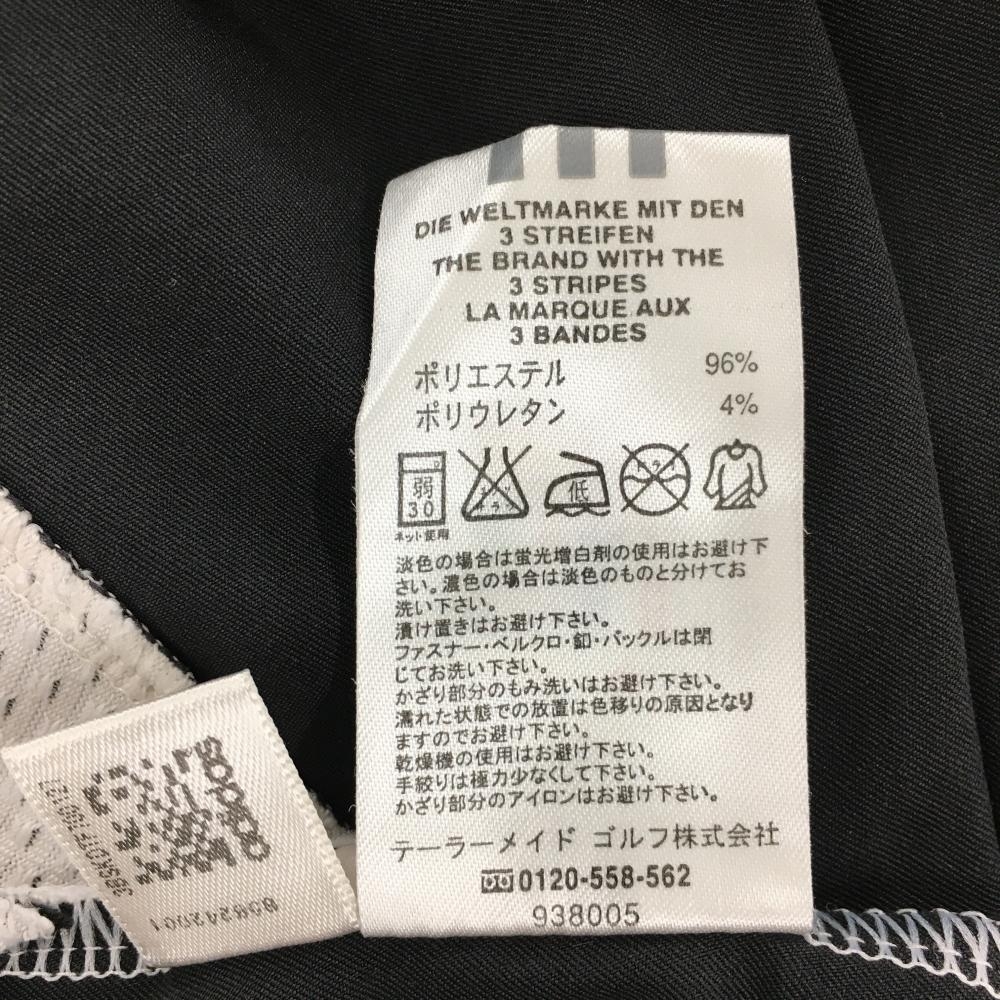 DIE WELTMARKE MIT DEN
3 STREIFEN
THE BRAND WITH THE
3 STRIPES
LA MARQUE AUX
3 BANDES
ポリエステル 96%
ポリウレタン 4%
弱 30
低
ネット使用
淡色の場合は蛍光増白剤の使用はお避け下
さい。濃色の場合は淡色のものと分けてお
洗い下さい。
漬け置きはお避け下さい。
ファスナー・ベルクロ・釦・バックルは閉
じてお洗い下さい。
かざり部分のもみ洗いはお避け下さい。
濡れた状態での放置は色移りの原因となり
ますのでお避け下さい。
乾燥機の使用はお避け下さい。
手絞りは極力少なくして下さい。
かざり部分のアイロンはお避け下さい。
テーラーメイド ゴルフ株式会社
0120-558-562
938005
adidas